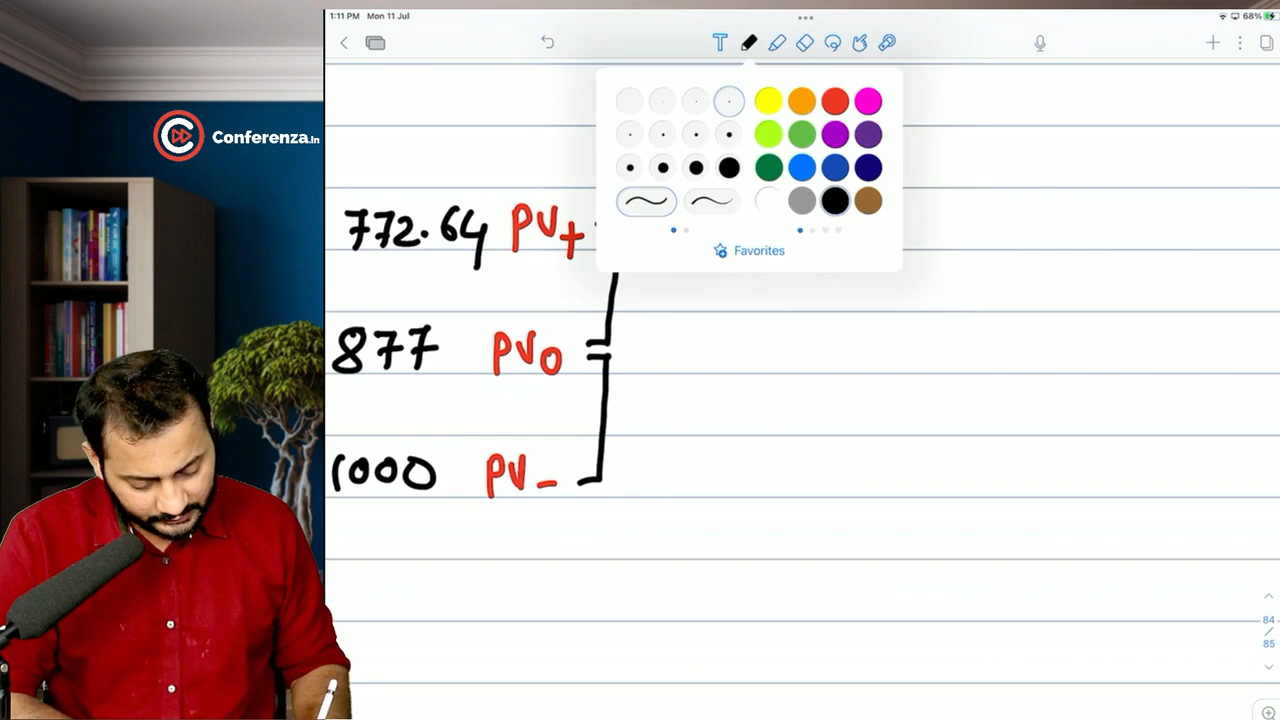 1:11 PM Mon 11 Jul
68%
Conferenza.In
772.64 PV+
877 PV0
1000 PV-
Favorites
84
85